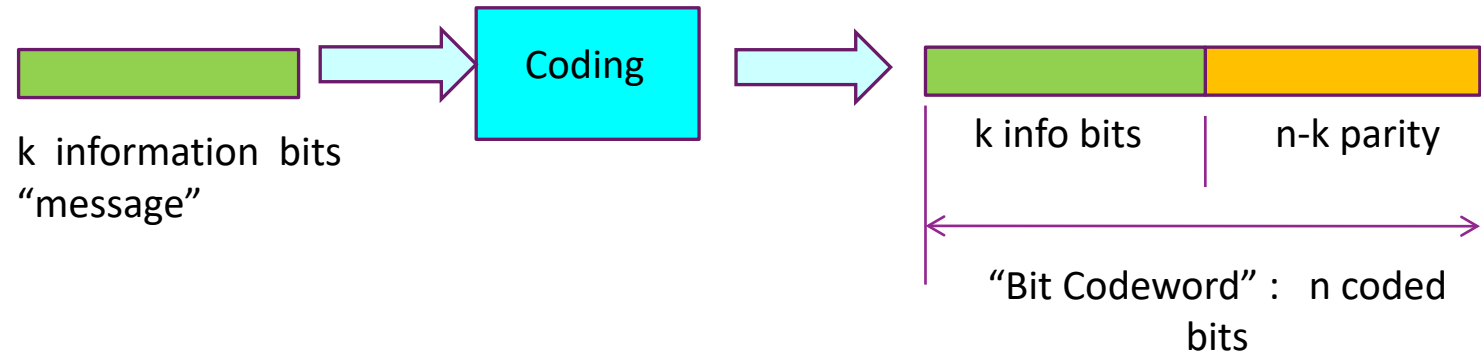 Coding
k information bits
“message”
k info bits
n-k parity
“Bit Codeword” : n coded
bits